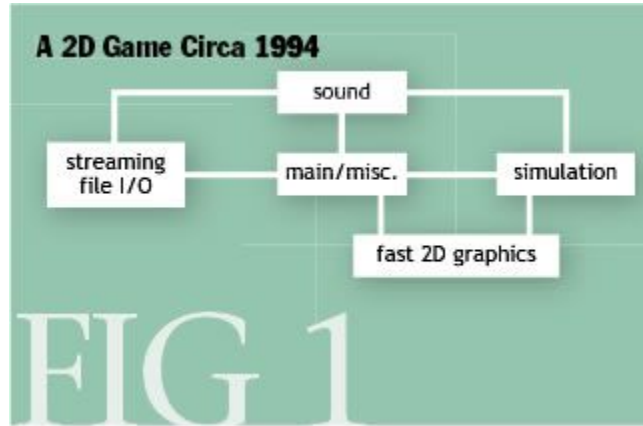 A 2D Game Circa 1994
sound
streaming
file I/O
main/misc.
simulation
fast 2D graphics
FIG 1